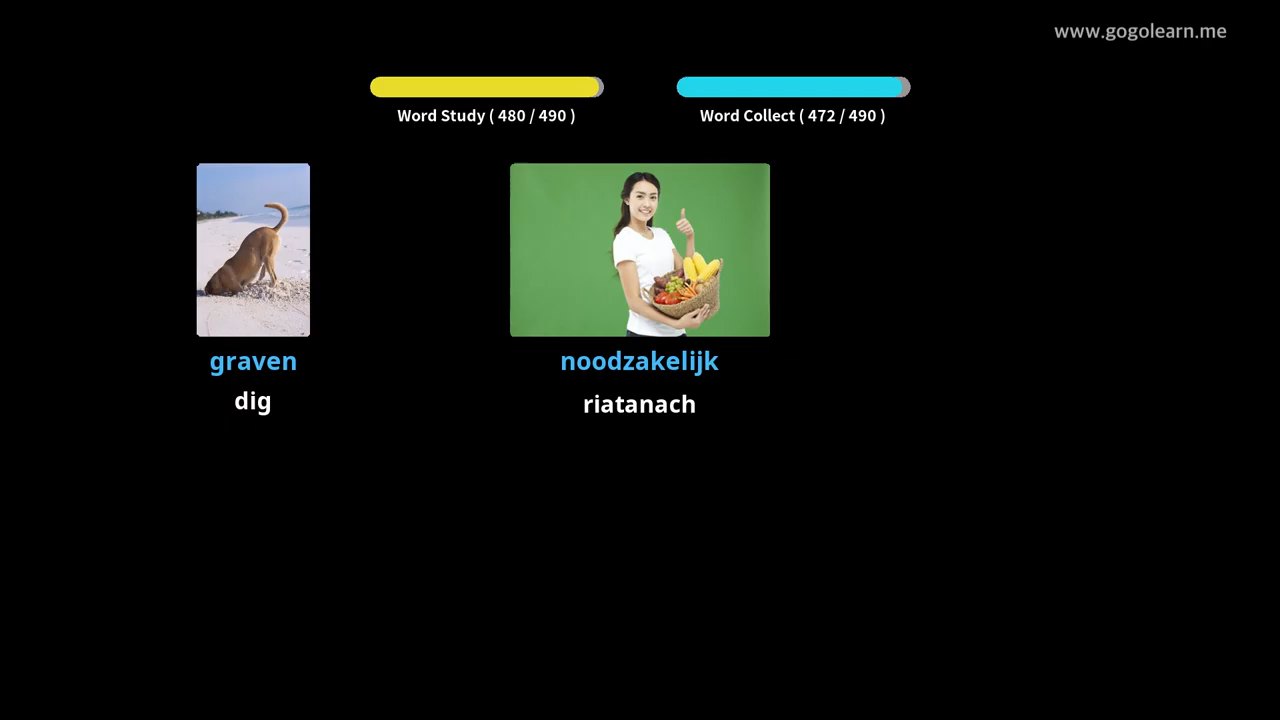 www.gogolearn.me
Word Study ( 480 / 490 )
Word Collect ( 472 / 490 )
graven
dig
noodzakelijk
riatanach